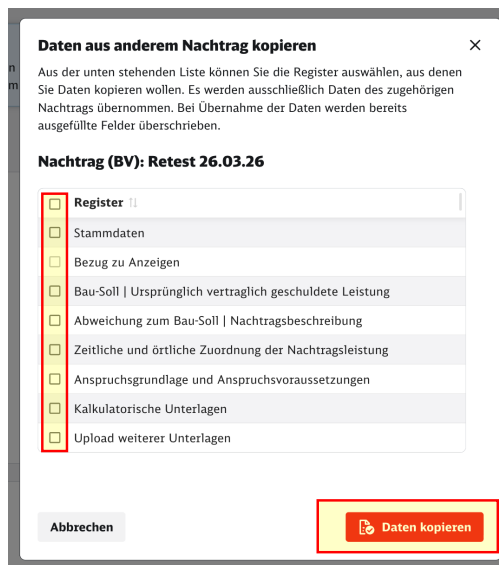 Daten aus anderem Nachtrag kopieren
Aus der unten stehenden Liste können Sie die Register auswählen, aus denen
Sie Daten kopieren wollen. Es werden ausschließlich Daten des zugehörigen
Nachtrags übernommen. Bei Übernahme der Daten werden bereits
ausgefüllte Felder überschrieben.
Nachtrag (BV): Retest 26.03.26
Register
Stammdaten
Bezug zu Anzeigen
Bau-Soll | Ursprünglich vertraglich geschuldete Leistung
Abweichung zum Bau-Soll | Nachtragsbeschreibung
Zeitliche und örtliche Zuordnung der Nachtragsleistung
Anspruchsgrundlage und Anspruchsvoraussetzungen
Kalkulatorische Unterlagen
Upload weiterer Unterlagen
Abbrechen
Daten kopieren